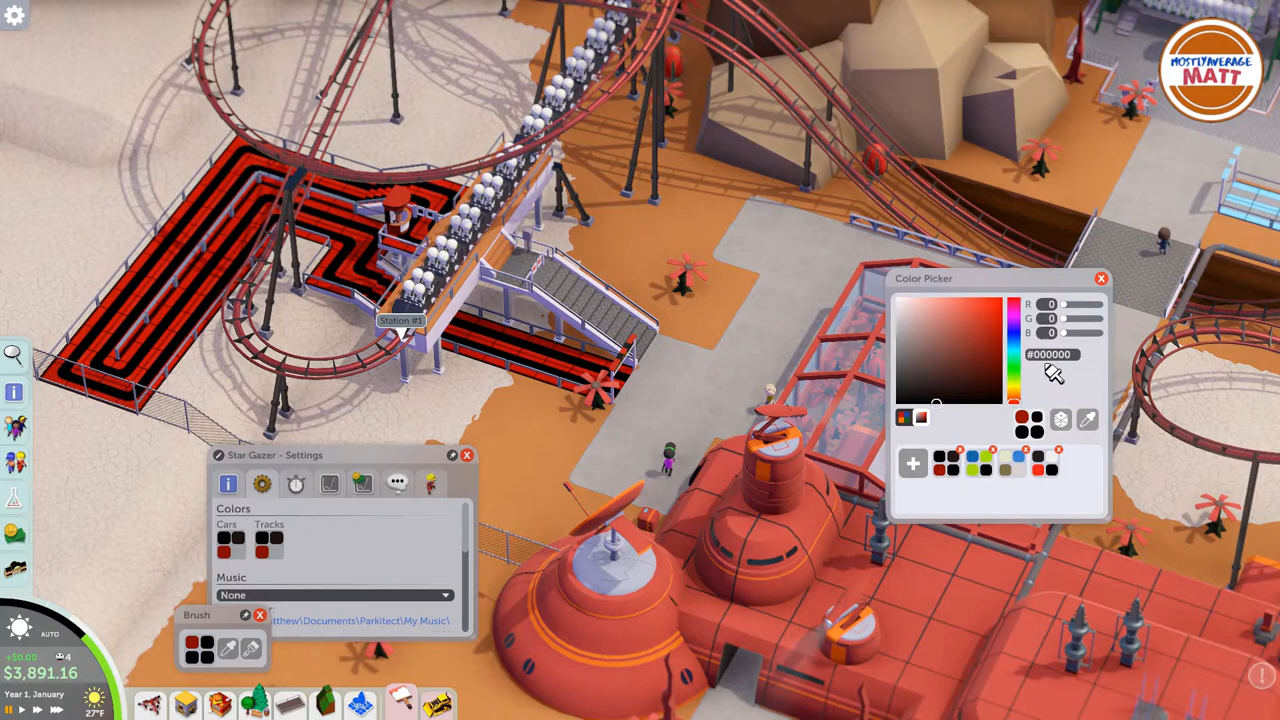 MOSTLYAVERAGE
MATT
Station #1
Color Picker
R 0
G 0
B 0
#000000
Star Gazer - Settings
Colors
Cars
Tracks
Music
None
atthew\Documents\Parkitect\My Music\
Brush
AUTO
+$0.00
4
$3,891.16
Year 1, January
27°F